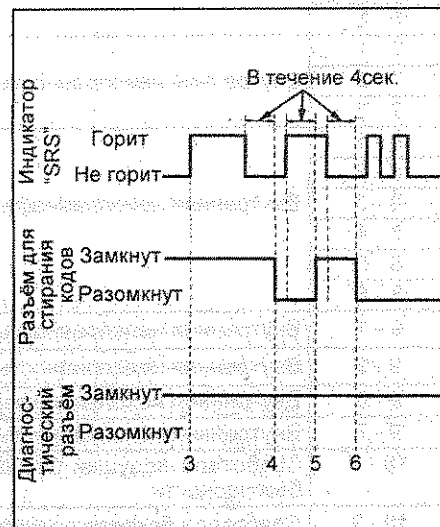 В течение 4сек.
Индикатор
"SRS"
Горит
Не горит
Разъём для
стирания
кодов
Замкнут
Разомкнут
Диагнос-
тический
разъём
Замкнут
Разомкнут
3 4 5 6